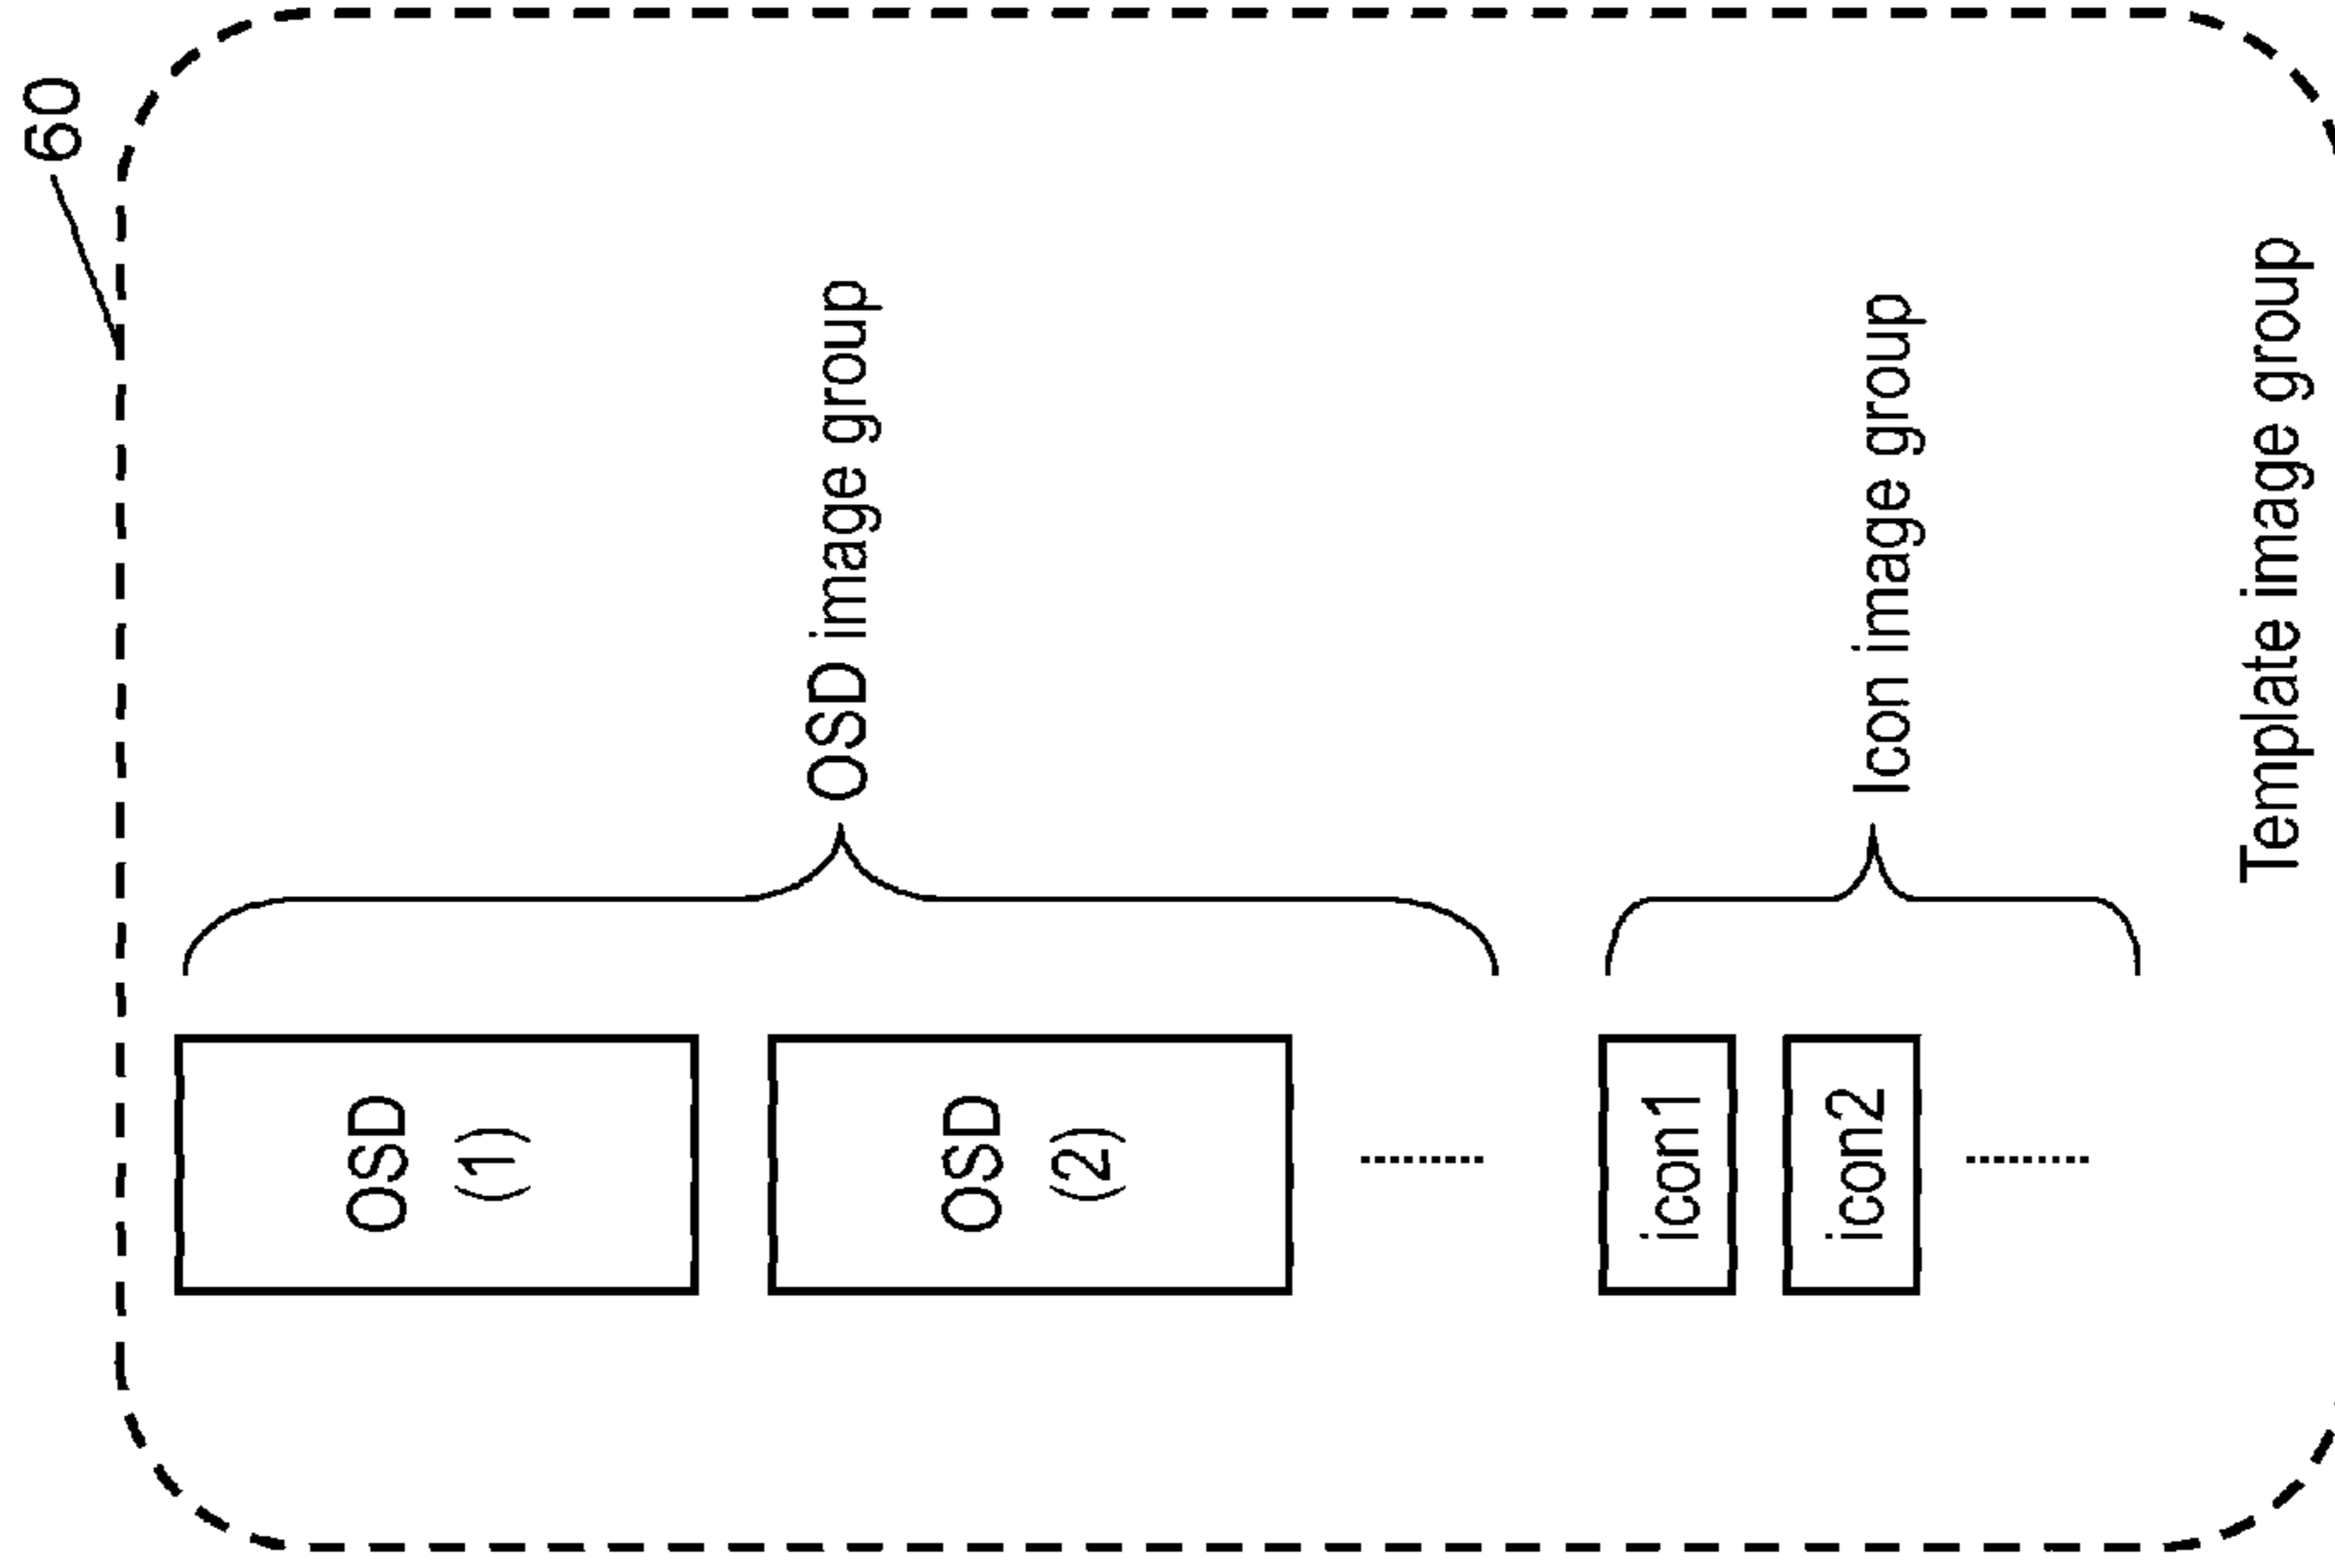 60
OSD
(1)
OSD
(2)
.........
OSD image group
icon1
icon2
.........
Icon image group
Template image group